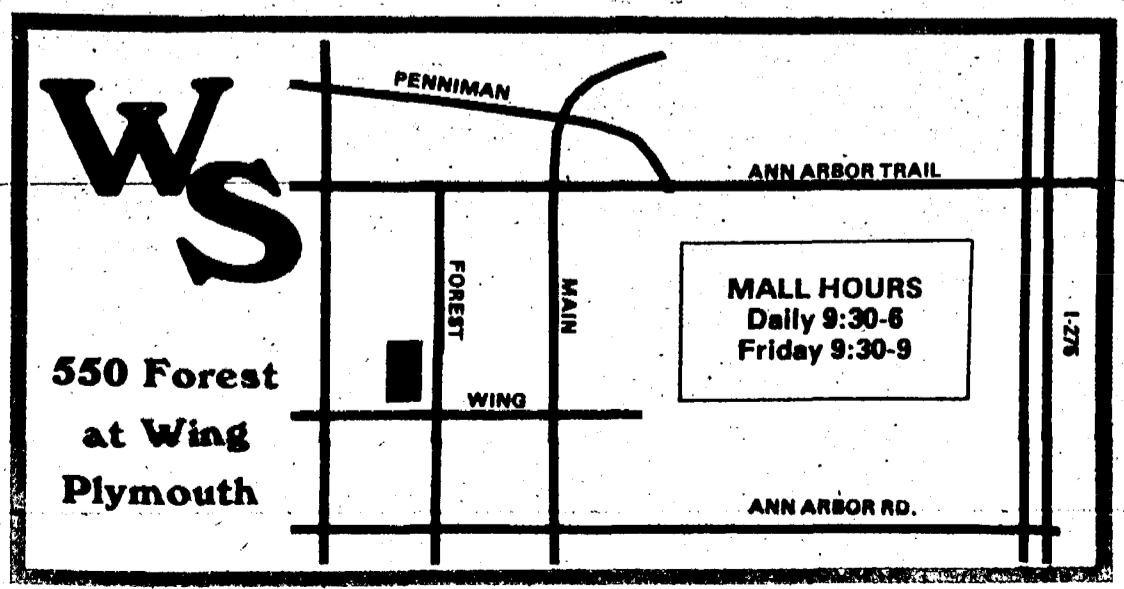 WS
550 Forest
at Wing
Plymouth
PENNIMAN
ANN ARBOR TRAIL
FOREST
MAIN
MALL HOURS
Daily 9:30-6
Friday 9:30-9
I-275
WING
ANN ARBOR RD.